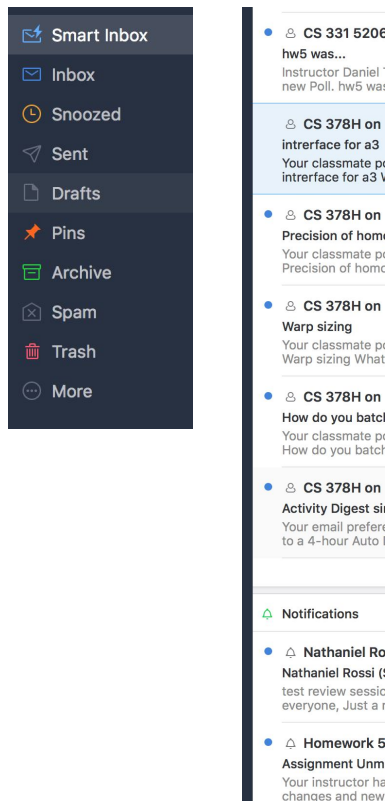 Smart Inbox
Inbox
Snoozed
Sent
Drafts
Pins
Archive
Spam
Trash
More
CS 331 5206
hw5 was...
Instructor Daniel
new Poll. hw5 was
CS 378H on
intrerface for a3
Your classmate po
intrerface for a3 W
CS 378H on
Precision of home
Your classmate po
Precision of homo
CS 378H on
Warp sizing
Your classmate po
Warp sizing What
CS 378H on
How do you batch
Your classmate po
How do you batch
CS 378H on
Activity Digest sin
Your email prefere
to a 4-hour Auto
Notifications
Nathaniel Ro
Nathaniel Rossi (S
test review sessio
everyone, Just a r
Homework 5
Assignment Unm
Your instructor ha
changes and new